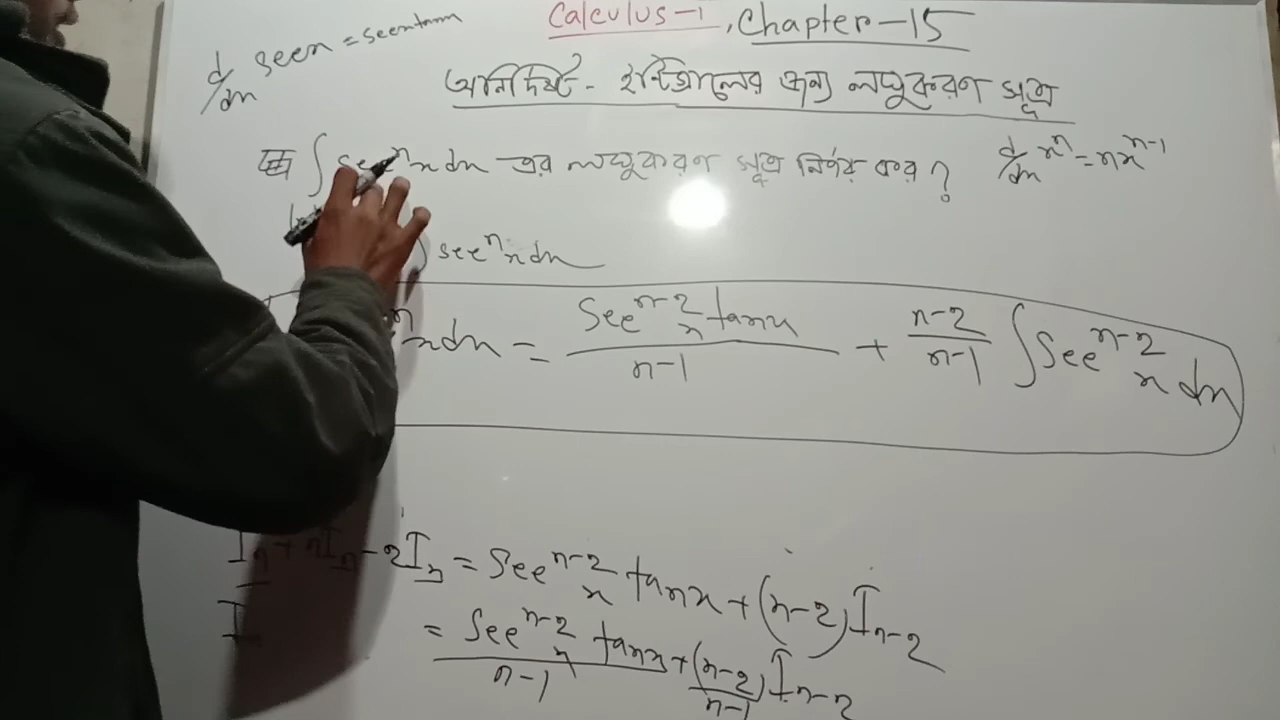 Calculus-1, Chapter-15
d/dx secx = secxtanx
অনির্দিষ্ট- ইন্টিগ্রালের জন্য লঘুকরণ সূত্র
∫ secⁿx dx এর লঘুকরণ সূত্র নির্ণয় কর? d/dx xⁿ = nxⁿ⁻¹
∫ secⁿx dx
ⁿx dx = secⁿ⁻²x tanx / n-1 + n-2/n-1 ∫ secⁿ⁻²x dx
Iₙ + nIₙ - 2Iₙ = secⁿ⁻²x tanx + (n-2) Iₙ₋₂
I = secⁿ⁻²x tanx / n-1 + (n-2)/n-1 Iₙ₋₂